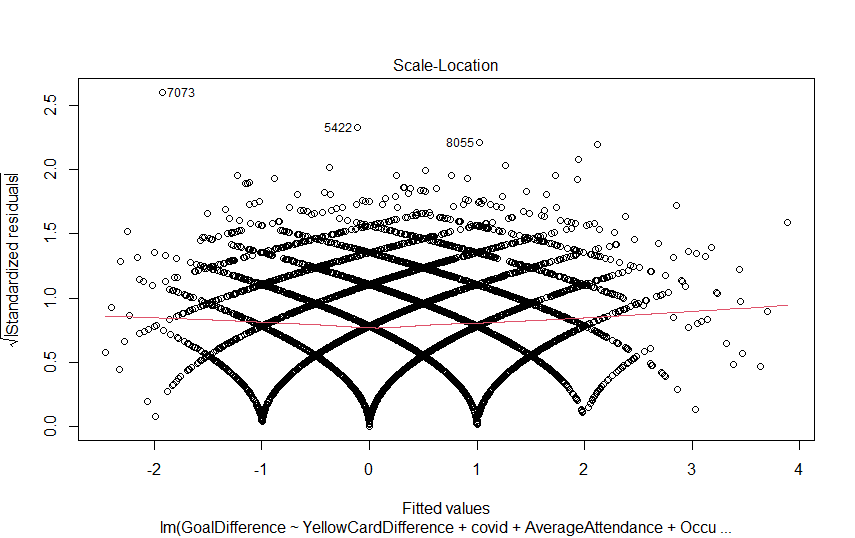 Scale-Location
7073
5422
8055
√|Standardized residuals|
2.5
2.0
1.5
1.0
0.5
0.0
-2 -1 0 1 2 3 4
Fitted values
lm(GoalDifference ~ YellowCardDifference + covid + AverageAttendance + Occu ...